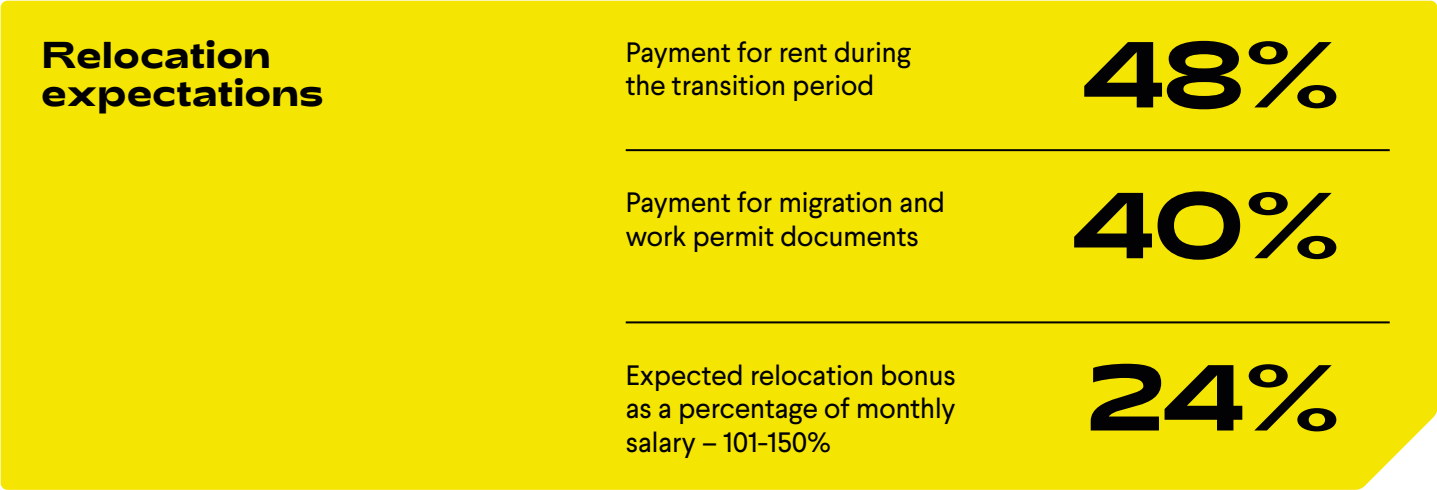 Relocation
expectations
Payment for rent during
the transition period
48%
Payment for migration and
work permit documents
40%
Expected relocation bonus
as a percentage of monthly
salary – 101-150%
24%